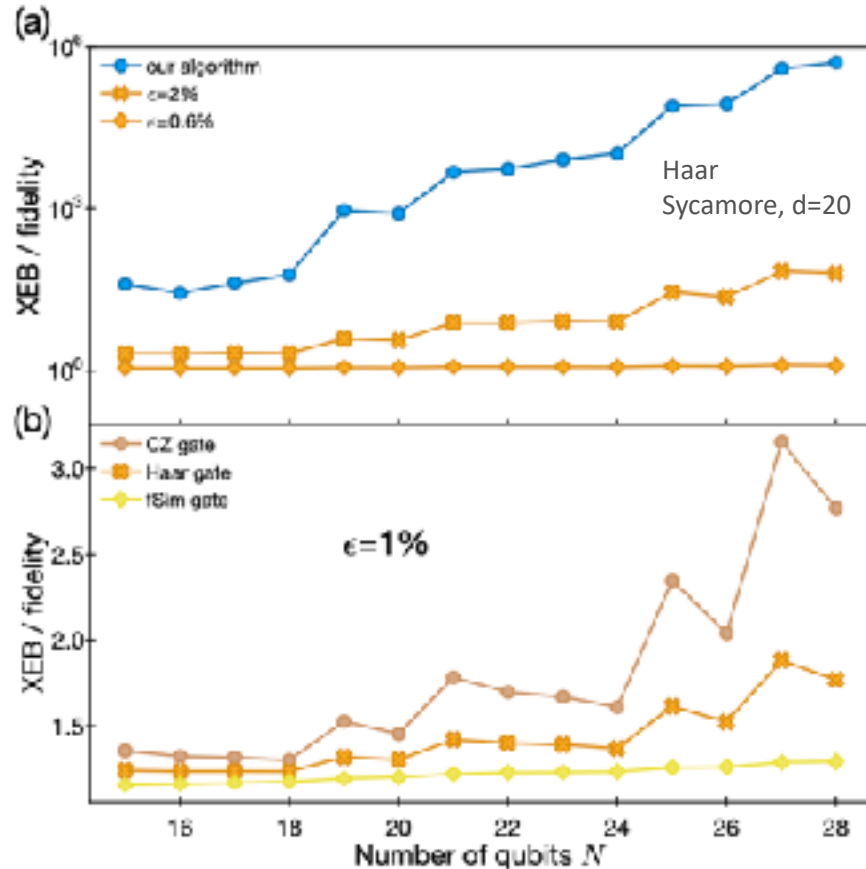 (a)
10⁶
our algorithm
ϵ=2%
ϵ=0.6%
Haar
Sycamore, d=20
10³
XEB / fidelity
10⁰
(b)
CZ gate
3.0
Haar gate
fSim gate
2.5
ϵ=1%
XEB / fidelity
2.0
1.5
16 18 20 22 24 26 28
Number of qubits N